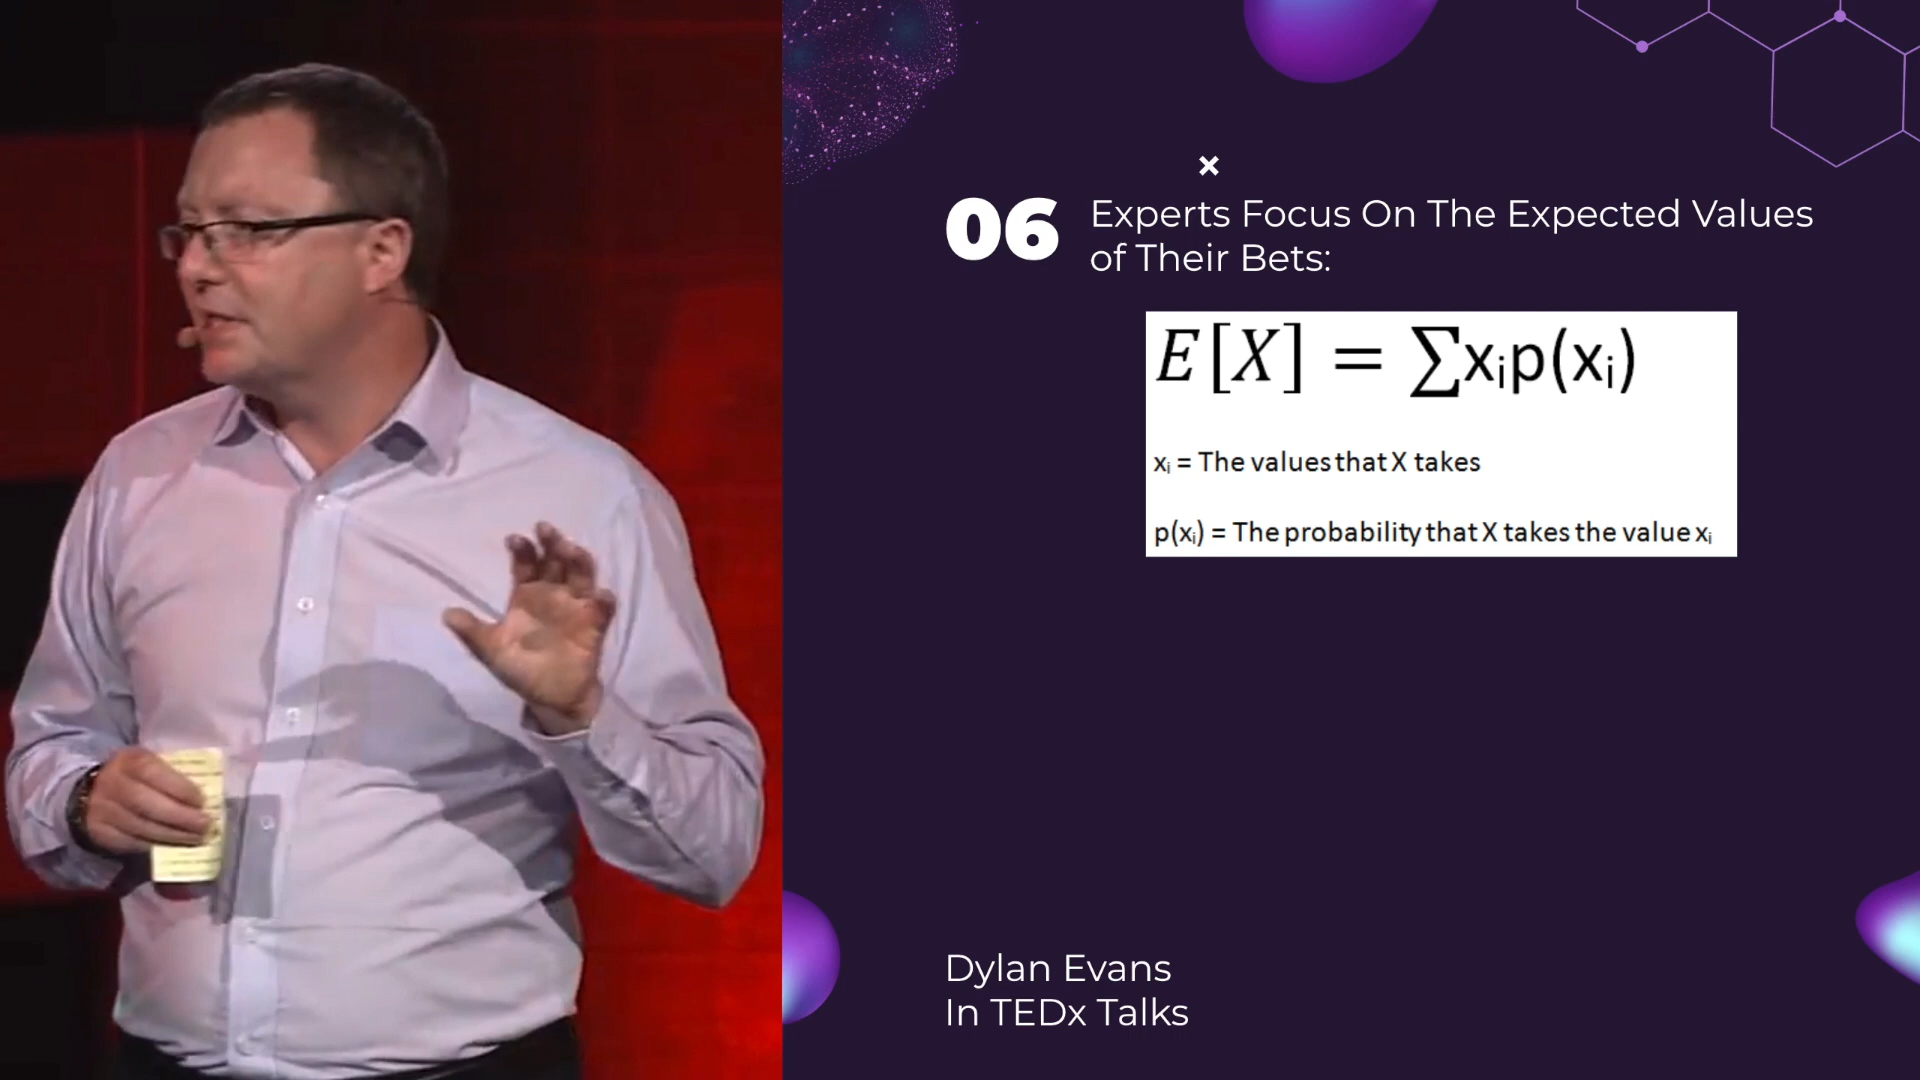 06
Experts Focus On The Expected Values
of Their Bets:
E[X] = ∑xᵢp(xᵢ)
xᵢ = The values that X takes
p(xᵢ) = The probability that X takes the value xᵢ
Dylan Evans
In TEDx Talks